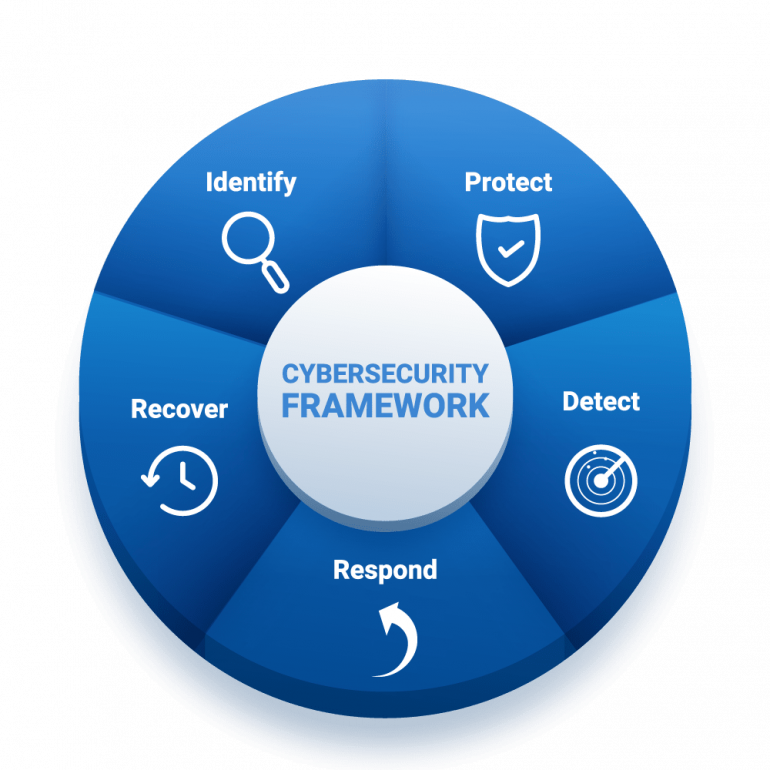 Identify
Protect
CYBERSECURITY
FRAMEWORK
Recover
Detect
Respond